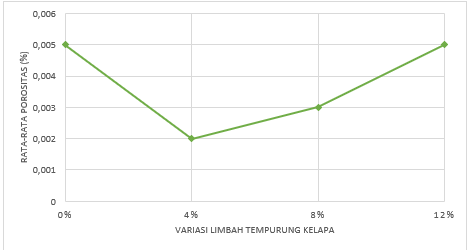 0,006
0,005
0,004
0,003
0,002
0,001
0
RATA-RATA POROSITAS (%)
0% 4% 8% 12%
VARIASI LIMBAH TEMPURUNG KELAPA